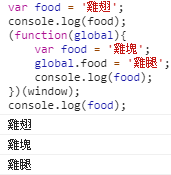 var food = '雞翅';
console.log(food);
(function(global){
    var food = '雞塊';
    global.food = '雞腿';
    console.log(food);
})(window);
console.log(food);
雞翅
雞塊
雞腿